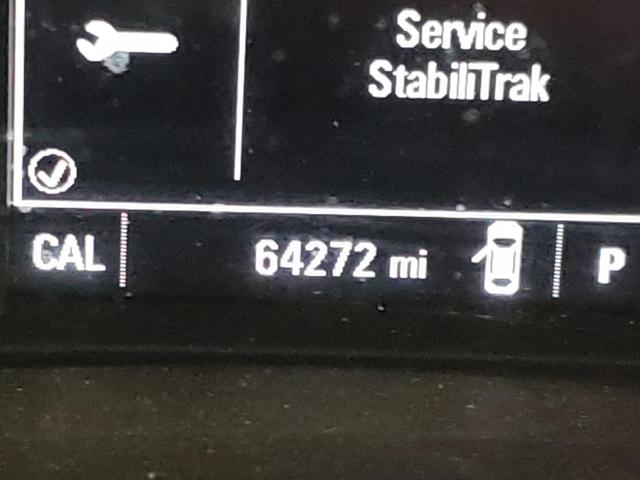 Service
StabiliTrak
CAL 64272 mi P